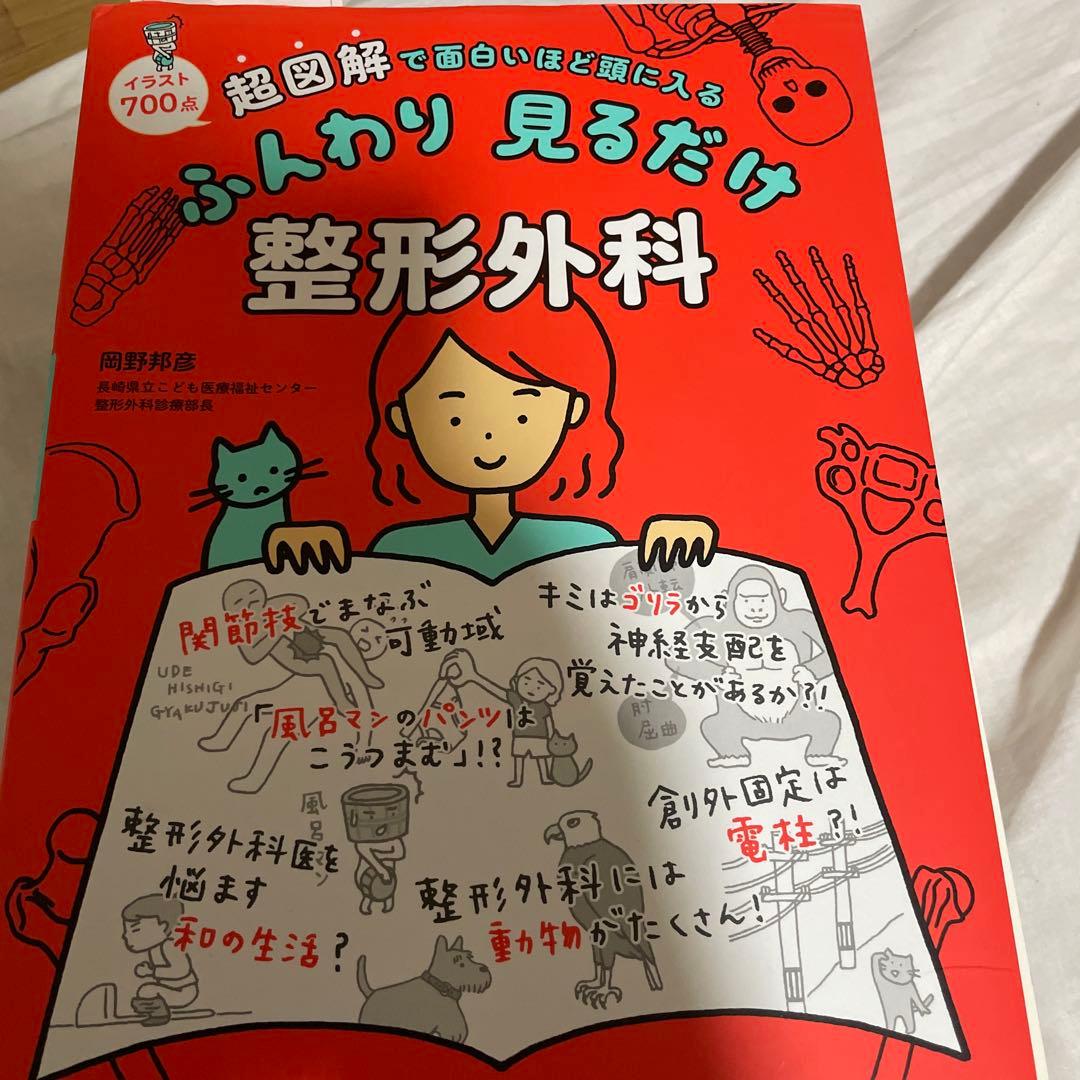 イラスト
700点
超図解で面白いほど頭に入る
ふんわり 見るだけ
整形外科
岡野邦彦
長崎県立こども医療福祉センター
整形外科診療部長
関節技でまなぶ
可動域
UDE
HISHIGI
GYAKUJUJI
「風呂マンのパンツは
こうつまむ」!?
キミはゴリラから
神経支配を
覚えたことがあるか?!
肘
屈曲
整形外科医を
悩ます
和の生活?
整形外科には
動物がたくさん!
創外固定は
電柱?!